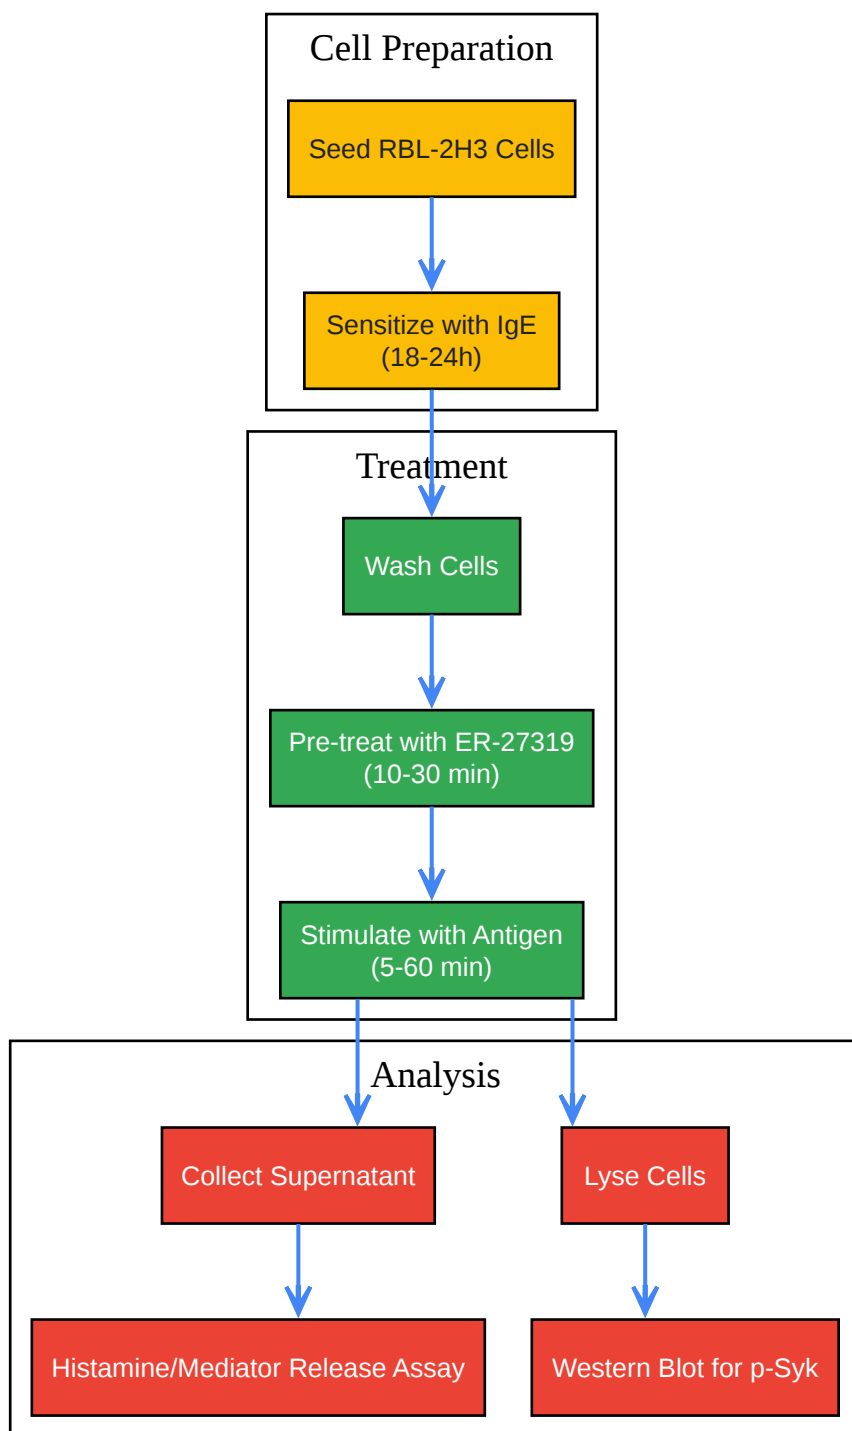 Cell Preparation
Seed RBL-2H3 Cells
Sensitize with IgE
(18-24h)
Treatment
Wash Cells
Pre-treat with ER-27319
(10-30 min)
Stimulate with Antigen
(5-60 min)
Analysis
Collect Supernatant
Lyse Cells
Histamine/Mediator Release Assay
Western Blot for p-Syk